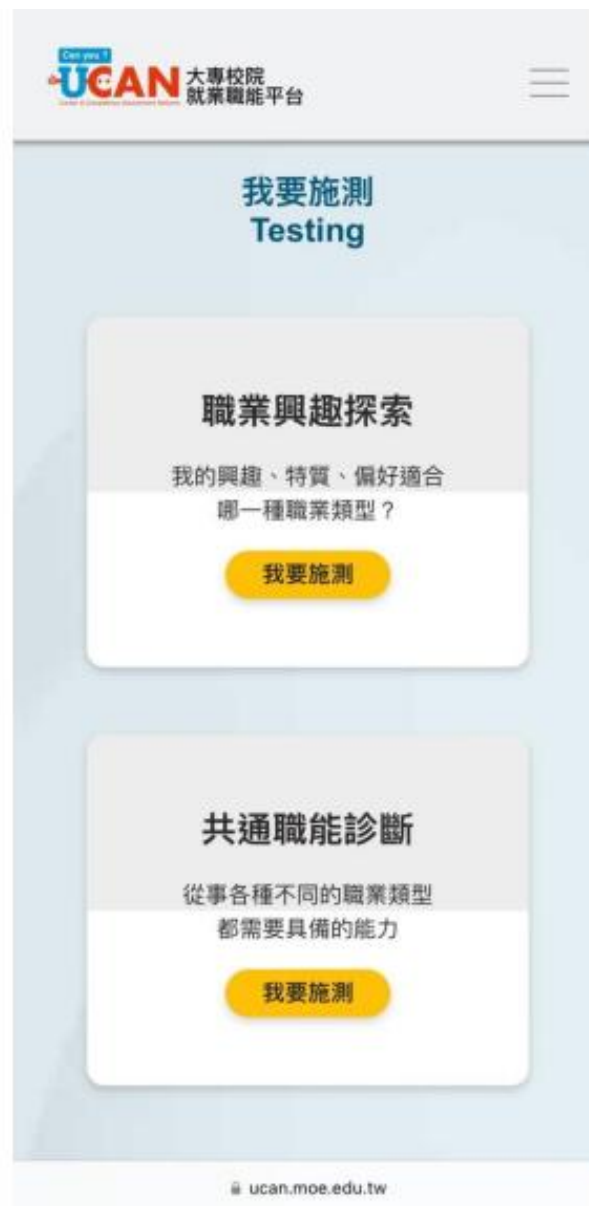 Can you ?
UCAN
大專校院
就業職能平台
我要施測
Testing
職業興趣探索
我的興趣、特質、偏好適合
哪一種職業類型？
我要施測
共通職能診斷
從事各種不同的職業類型
都需要具備的能力
我要施測
ucan.moe.edu.tw